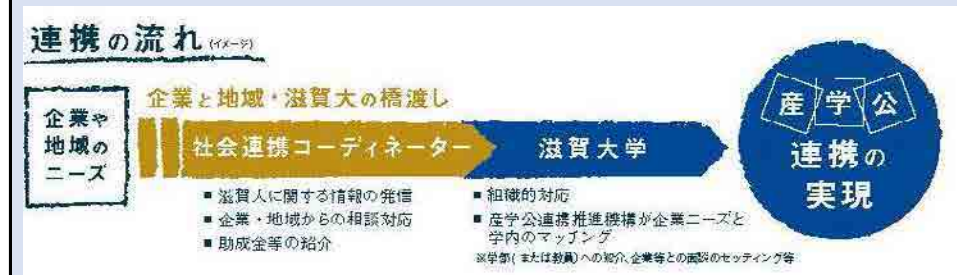 連携の流れ(イメージ)
企業や
地域の
ニーズ
企業と地域・滋賀大の橋渡し
社会連携コーディネーター
■ 滋賀大に関する情報の発信
■ 企業・地域からの相談対応
■ 助成金等の紹介
滋賀大学
■ 組織的対応
■ 産学公連携推進機構が企業ニーズと
学内のマッチング
※学部(または教員)への紹介、企業等との面談のセッティング等
産学公
連携の
実現